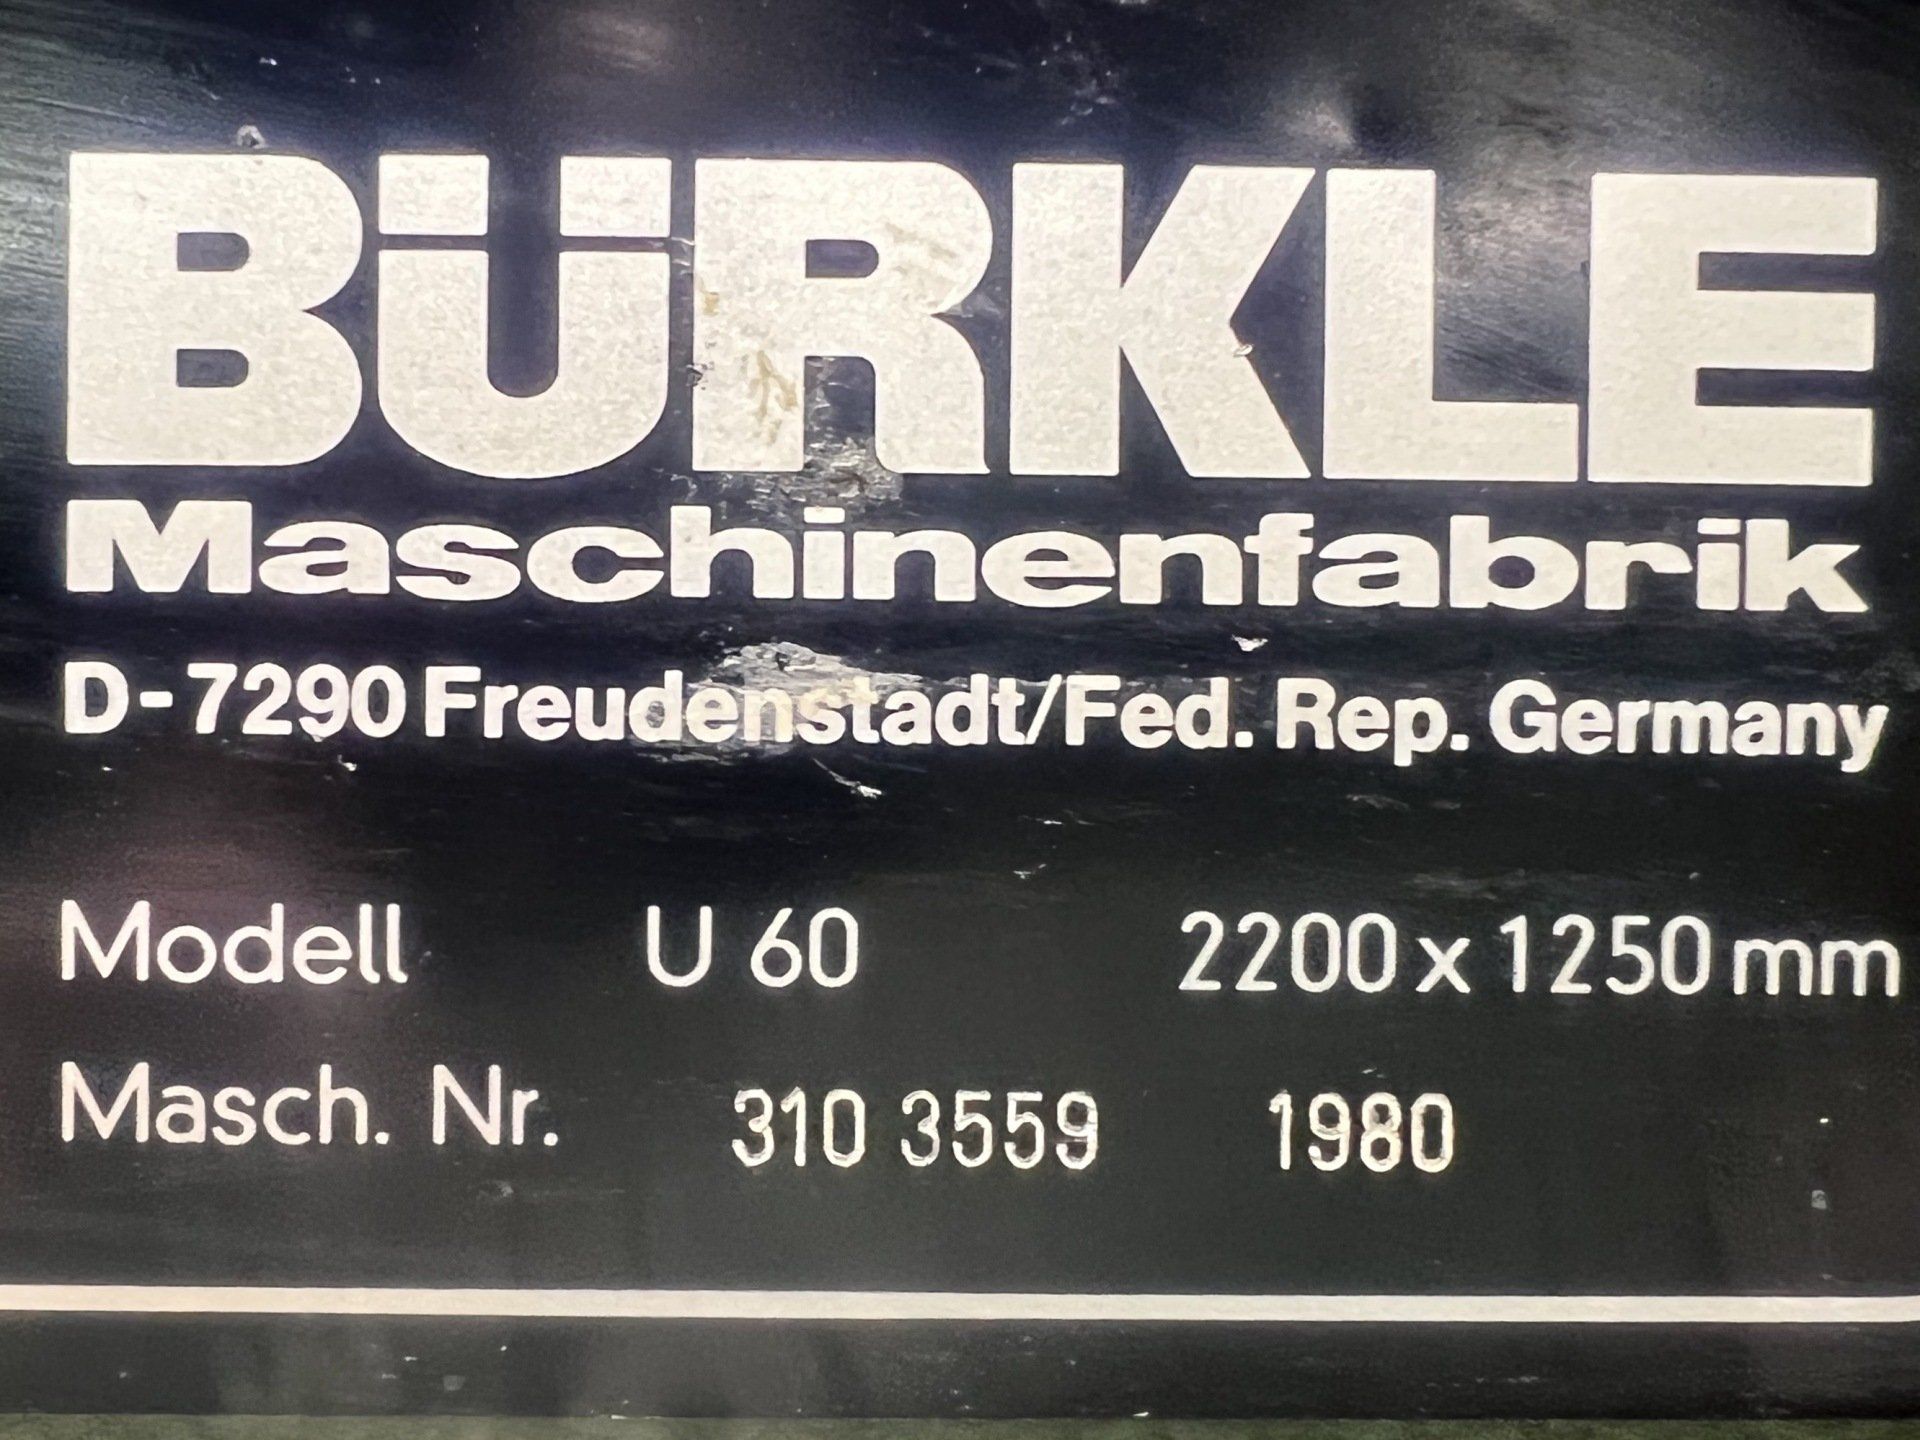 BÜRKLE
Maschinenfabrik
D-7290 Freudenstadt/Fed. Rep. Germany
Modell U 60 2200 x 1250 mm
Masch. Nr. 310 3559 1980